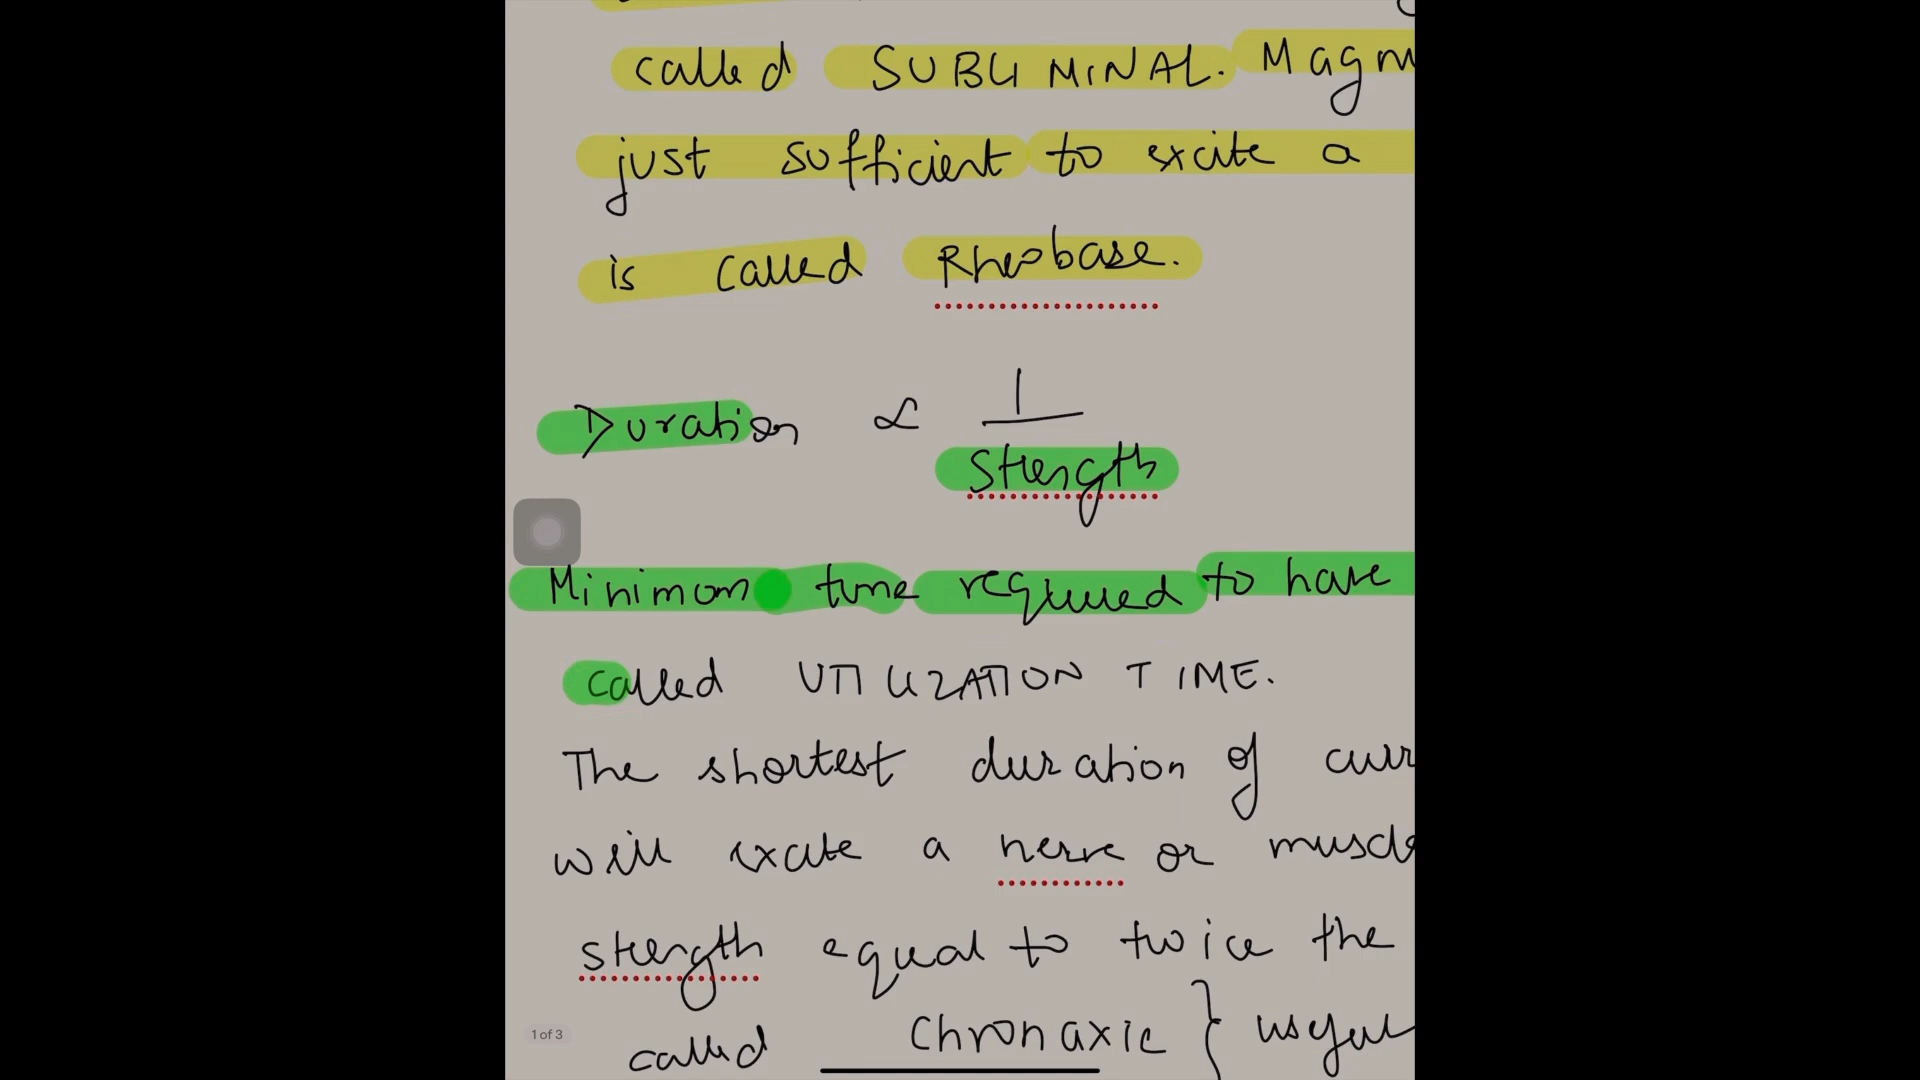 called SUBLIMINAL. Magn
just sufficient to excite a
is called Rheobase.
Duration ∝ 1
Strength
Minimum time required to have
called UTILIZATION TIME.
The shortest duration of curr
will excite a nerve or muscle
strength equal to twice the
called Chronaxie } useful
1 of 3